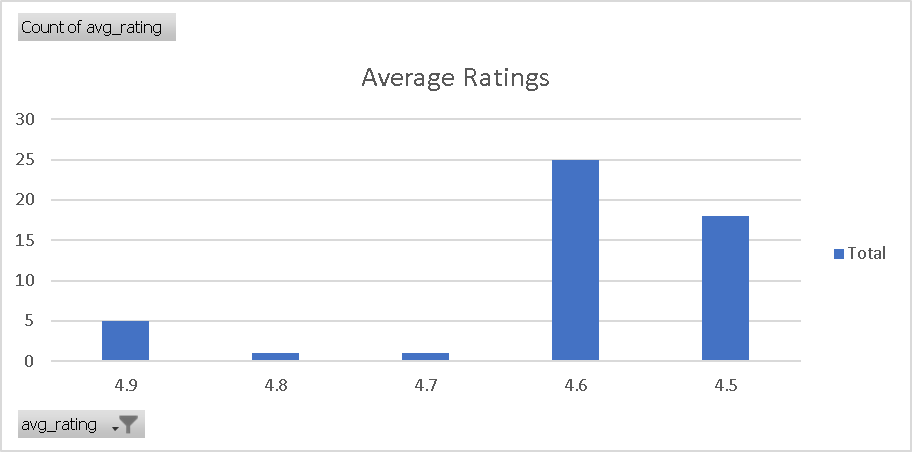 Count of avg_rating
Average Ratings
30
25
20
15
10
5
0
4.9 4.8 4.7 4.6 4.5
Total
avg_rating